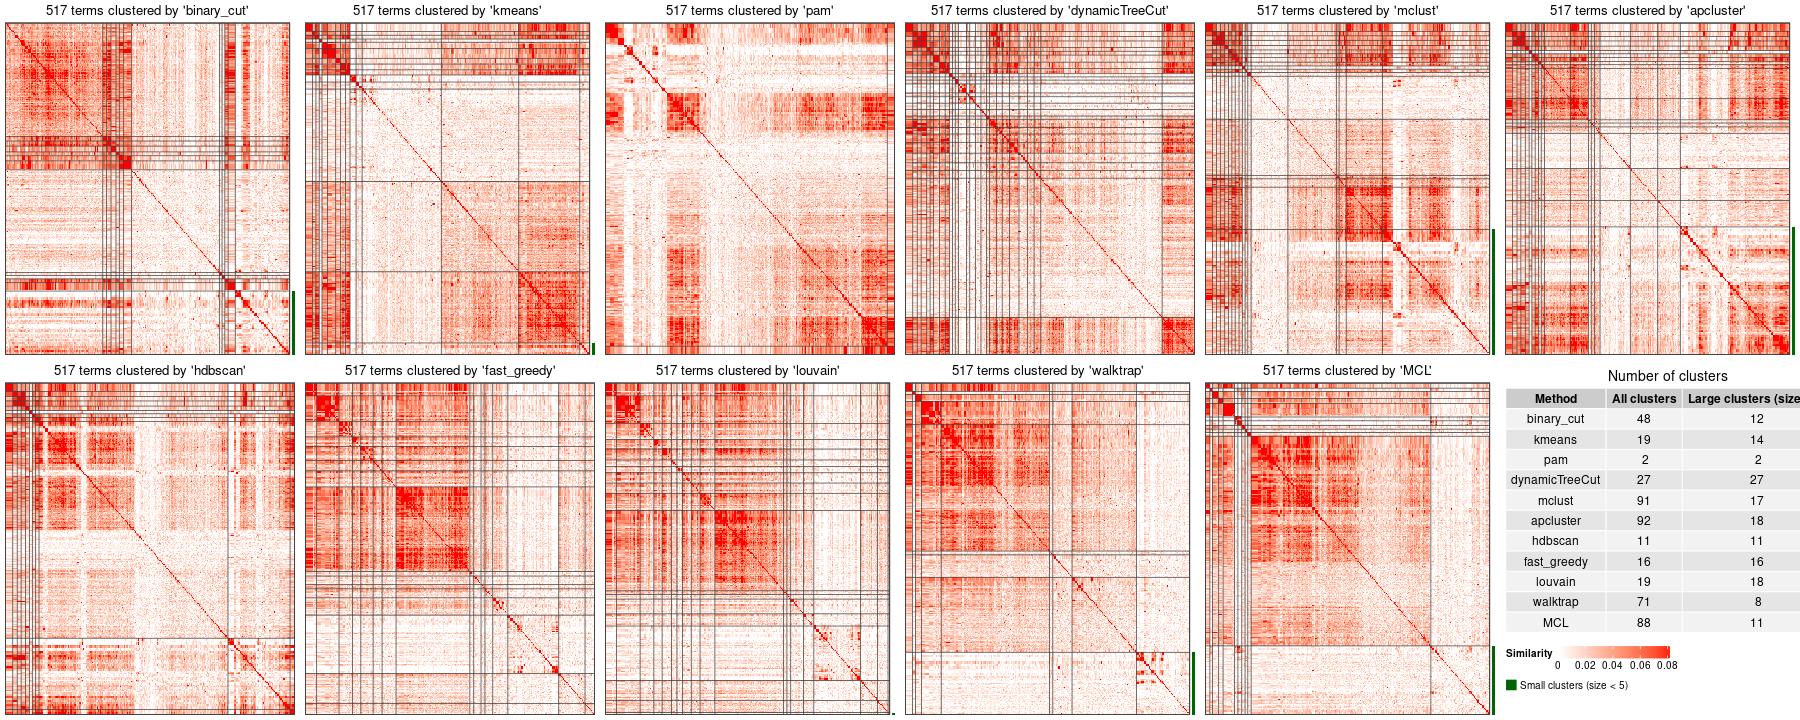 517 terms clustered by 'binary_cut'
517 terms clustered by 'kmeans'
517 terms clustered by 'pam'
517 terms clustered by 'dynamicTreeCut'
517 terms clustered by 'mclust'
517 terms clustered by 'apcluster'
517 terms clustered by 'hdbscan'
517 terms clustered by 'fast_greedy'
517 terms clustered by 'louvain'
517 terms clustered by 'walktrap'
517 terms clustered by 'MCL'
Number of clusters
Method All clusters Large clusters (size
binary_cut 48 12
kmeans 19 14
pam 2 2
dynamicTreeCut 27 27
mclust 91 17
apcluster 92 18
hdbscan 11 11
fast_greedy 16 16
louvain 19 18
walktrap 71 8
MCL 88 11
Similarity
0 0.02 0.04 0.06 0.08
Small clusters (size < 5)